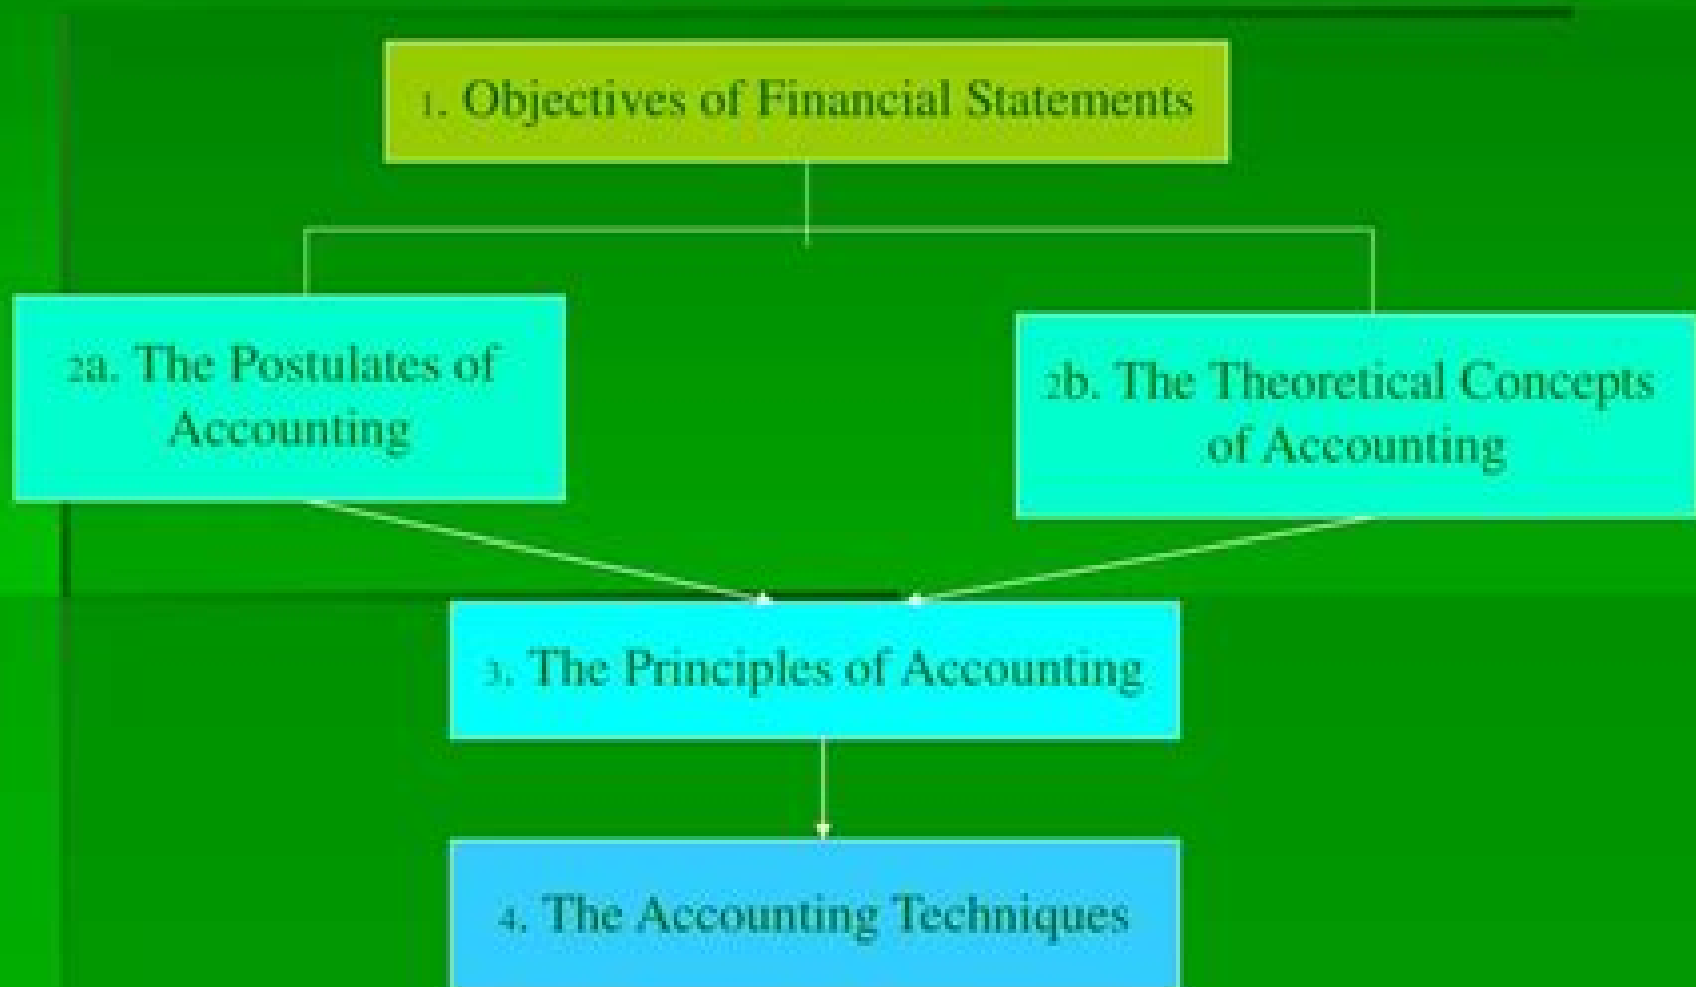 1. Objectives of Financial Statements
2a. The Postulates of
Accounting
2b. The Theoretical Concepts
of Accounting
3. The Principles of Accounting
4. The Accounting Techniques